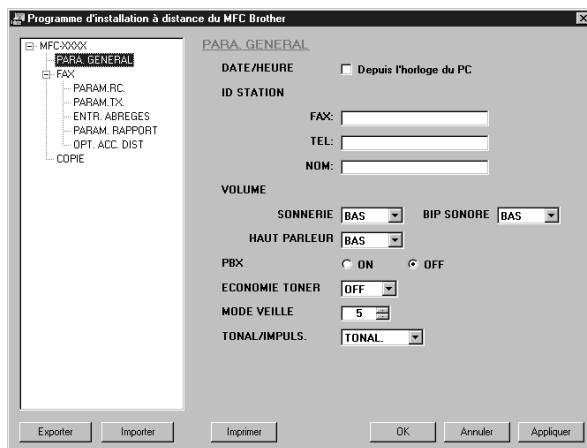 Programme d'installation à distance du MFC Brother
MFC-XXXX
PARA. GENERAL
FAX
PARAM.RC.
PARAM.TX.
ENTR. ABREGES
PARAM. RAPPORT
OPT. ACC. DIST
COPIE
PARA. GENERAL
DATE/HEURE Depuis l'horloge du PC
ID STATION
FAX:
TEL:
NOM:
VOLUME
SONNERIE BAS BIP SONORE BAS
HAUT PARLEUR BAS
PBX ON OFF
ECONOMIE TONER OFF
MODE VEILLE 5
TONAL/IMPULS. TONAL.
Exporter Importer Imprimer OK Annuler Appliquer